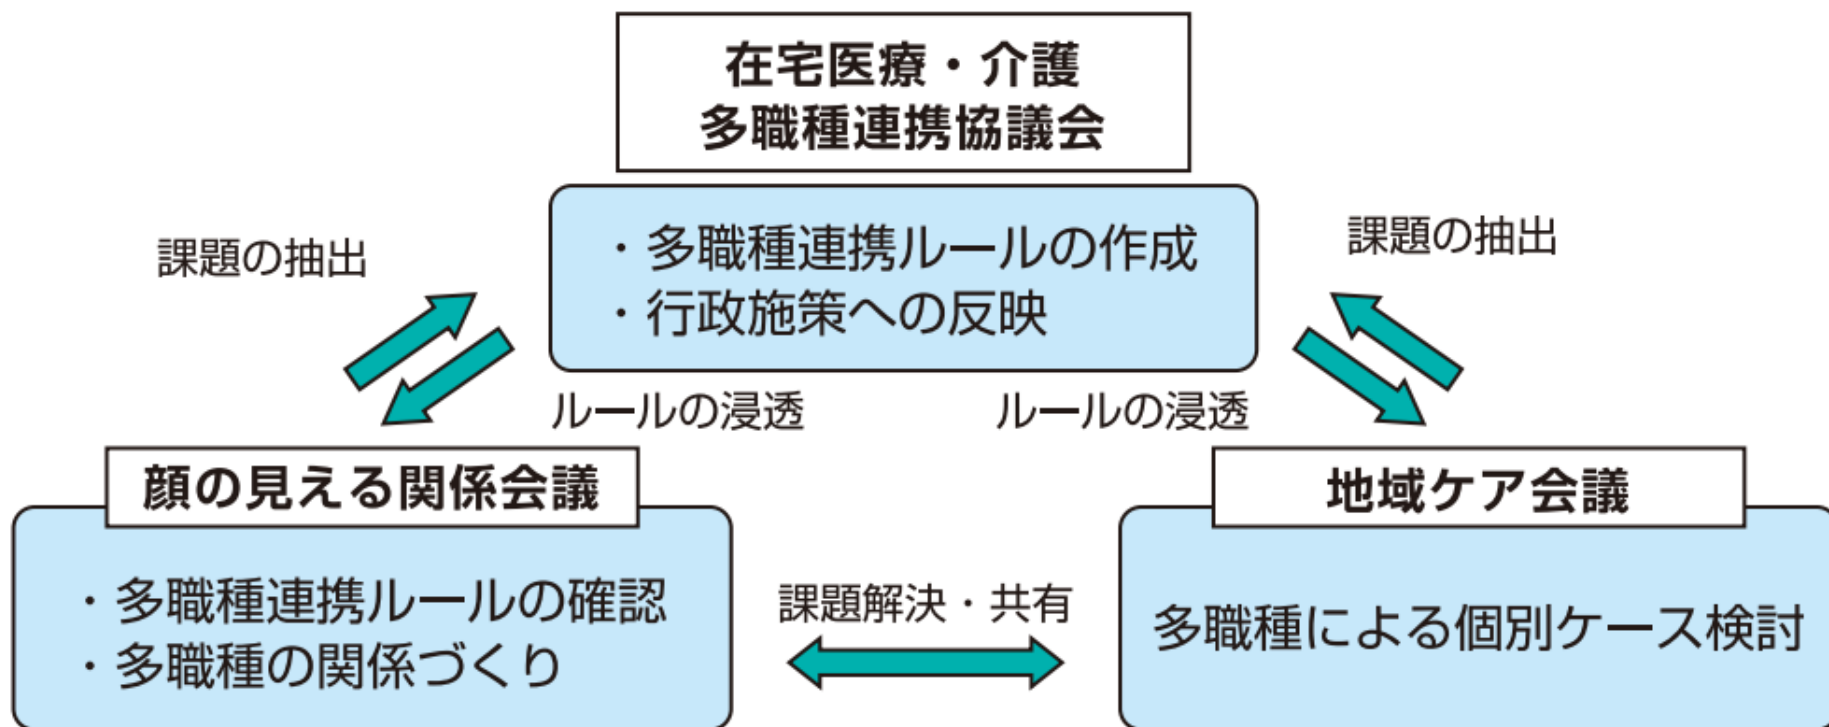 在宅医療・介護
多職種連携協議会
・多職種連携ルールの作成
・行政施策への反映
課題の抽出
課題の抽出
ルールの浸透
ルールの浸透
顔の見える関係会議
・多職種連携ルールの確認
・多職種の関係づくり
課題解決・共有
地域ケア会議
多職種による個別ケース検討